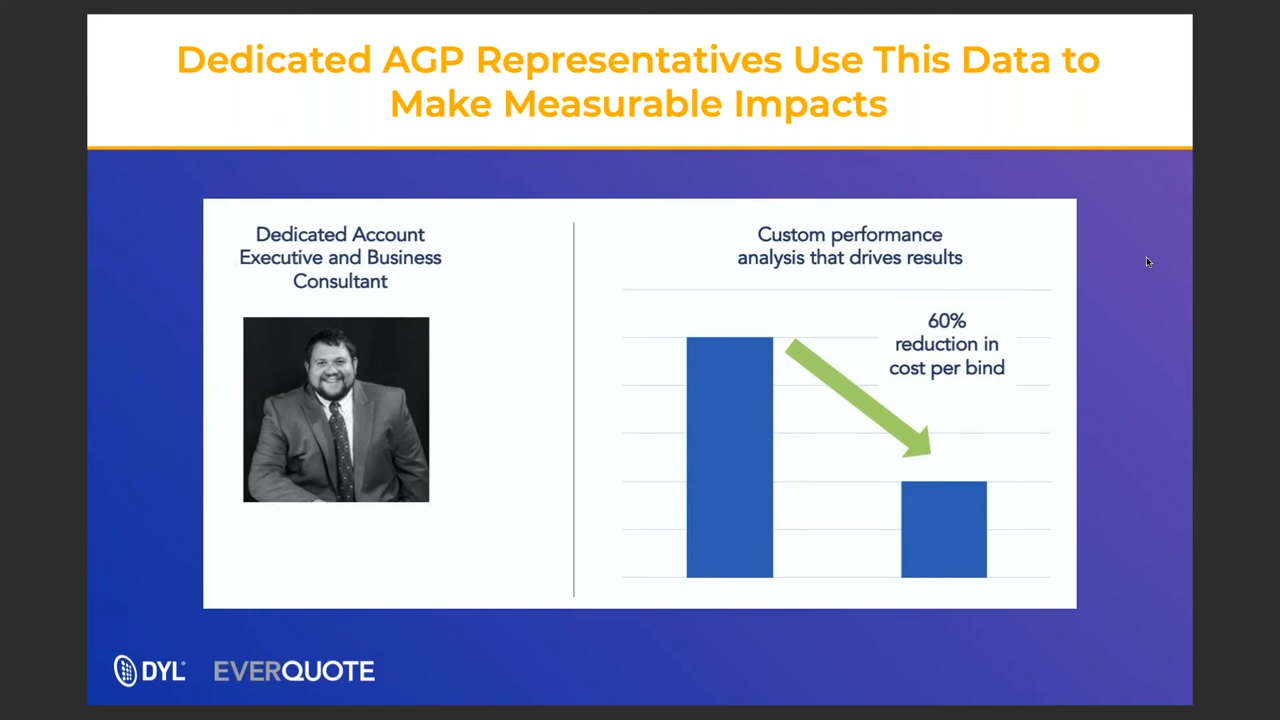 Dedicated AGP Representatives Use This Data to
Make Measurable Impacts
Dedicated Account
Executive and Business
Consultant
Custom performance
analysis that drives results
60%
reduction in
cost per bind
DYL
EVERQUOTE